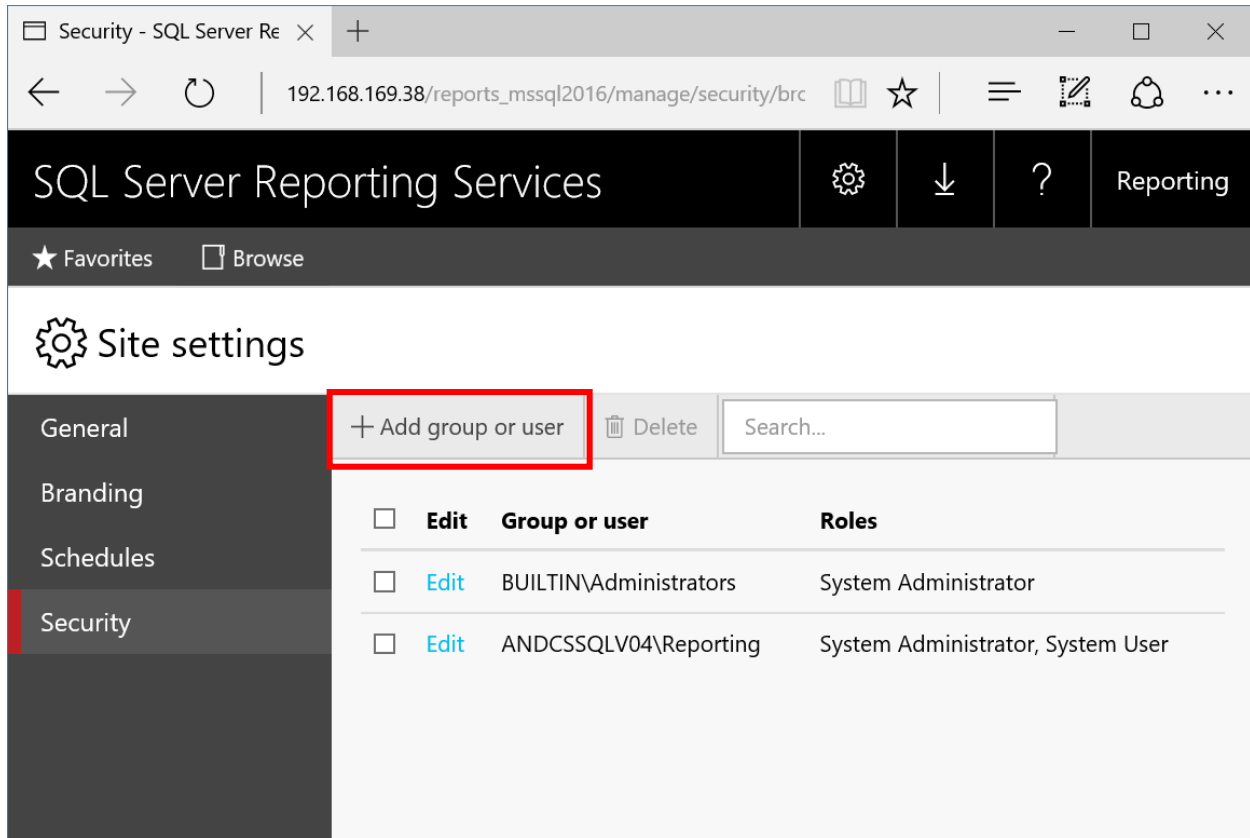 Security - SQL Server Re
192.168.169.38/reports_mssql2016/manage/security/brc
SQL Server Reporting Services
? Reporting
Favorites Browse
Site settings
General
Branding
Schedules
Security
+ Add group or user Delete Search...
Edit Group or user Roles
Edit BUILTIN\Administrators System Administrator
Edit ANDCSSQLV04\Reporting System Administrator, System User